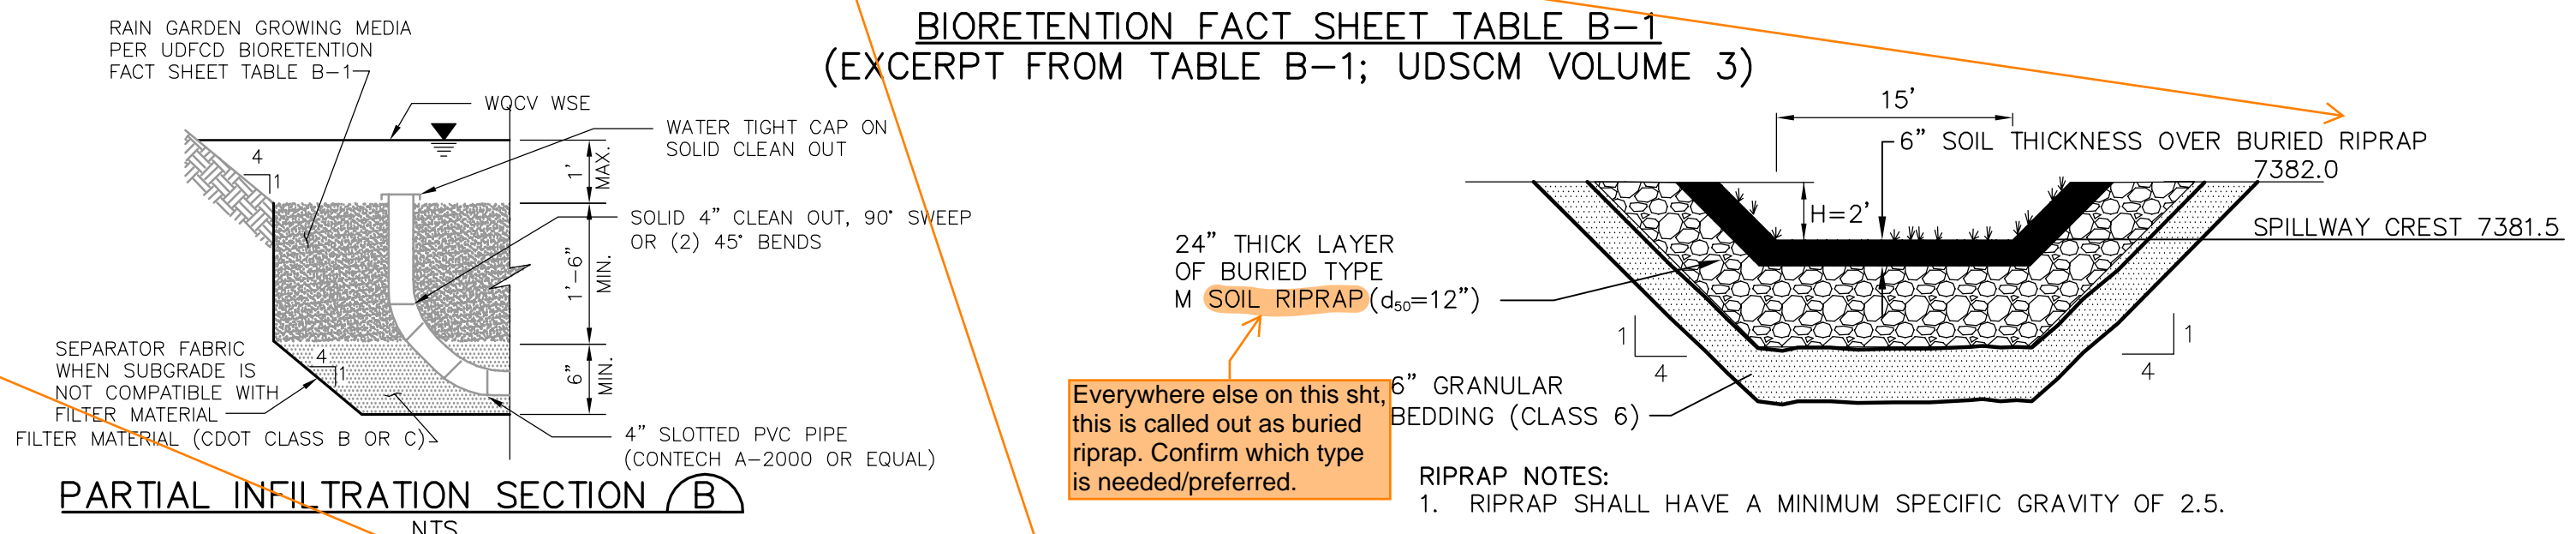 RAIN GARDEN GROWING MEDIA
PER UDFCD BIORETENTION
FACT SHEET TABLE B-1
WQCV WSE
4
1
1'
MAX.
WATER TIGHT CAP ON
SOLID CLEAN OUT
SOLID 4" CLEAN OUT, 90° SWEEP
OR (2) 45° BENDS
1'-6"
MIN.
SEPARATOR FABRIC
WHEN SUBGRADE IS
NOT COMPATIBLE WITH
FILTER MATERIAL
4
1
6"
MIN.
FILTER MATERIAL (CDOT CLASS B OR C)
4" SLOTTED PVC PIPE
(CONTECH A-2000 OR EQUAL)
PARTIAL INFILTRATION SECTION B
NTS
BIORETENTION FACT SHEET TABLE B-1
(EXCERPT FROM TABLE B-1; UDSCM VOLUME 3)
15'
6" SOIL THICKNESS OVER BURIED RIPRAP
7382.0
H=2'
SPILLWAY CREST 7381.5
24" THICK LAYER
OF BURIED TYPE
M SOIL RIPRAP (d50=12")
1
4
1
4
Everywhere else on this sht,
this is called out as buried
riprap. Confirm which type
is needed/preferred.
6" GRANULAR
BEDDING (CLASS 6)
RIPRAP NOTES:
1. RIPRAP SHALL HAVE A MINIMUM SPECIFIC GRAVITY OF 2.5.